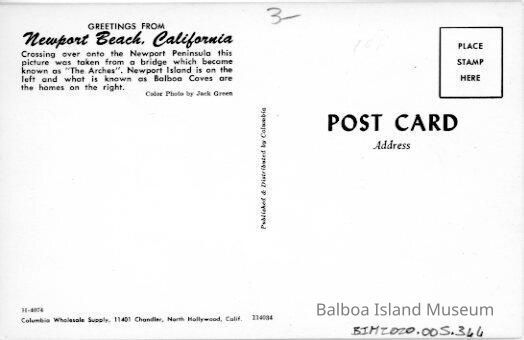 GREETINGS FROM
Newport Beach, California
Crossing over onto the Newport Peninsula this
picture was taken from a bridge which became
known as "The Arches". Newport Island is on the
left and what is known as Balboa Coves are
the homes on the right.
Color Photo by Jack Green
3-
PLACE
STAMP
HERE
POST CARD
Address
Published & Distributed by Columbia
H-4074
Columbia Wholesale Supply, 11401 Chandler, North Hollywood, Calif. 214034
Balboa Island Museum
BIM2020.005.344